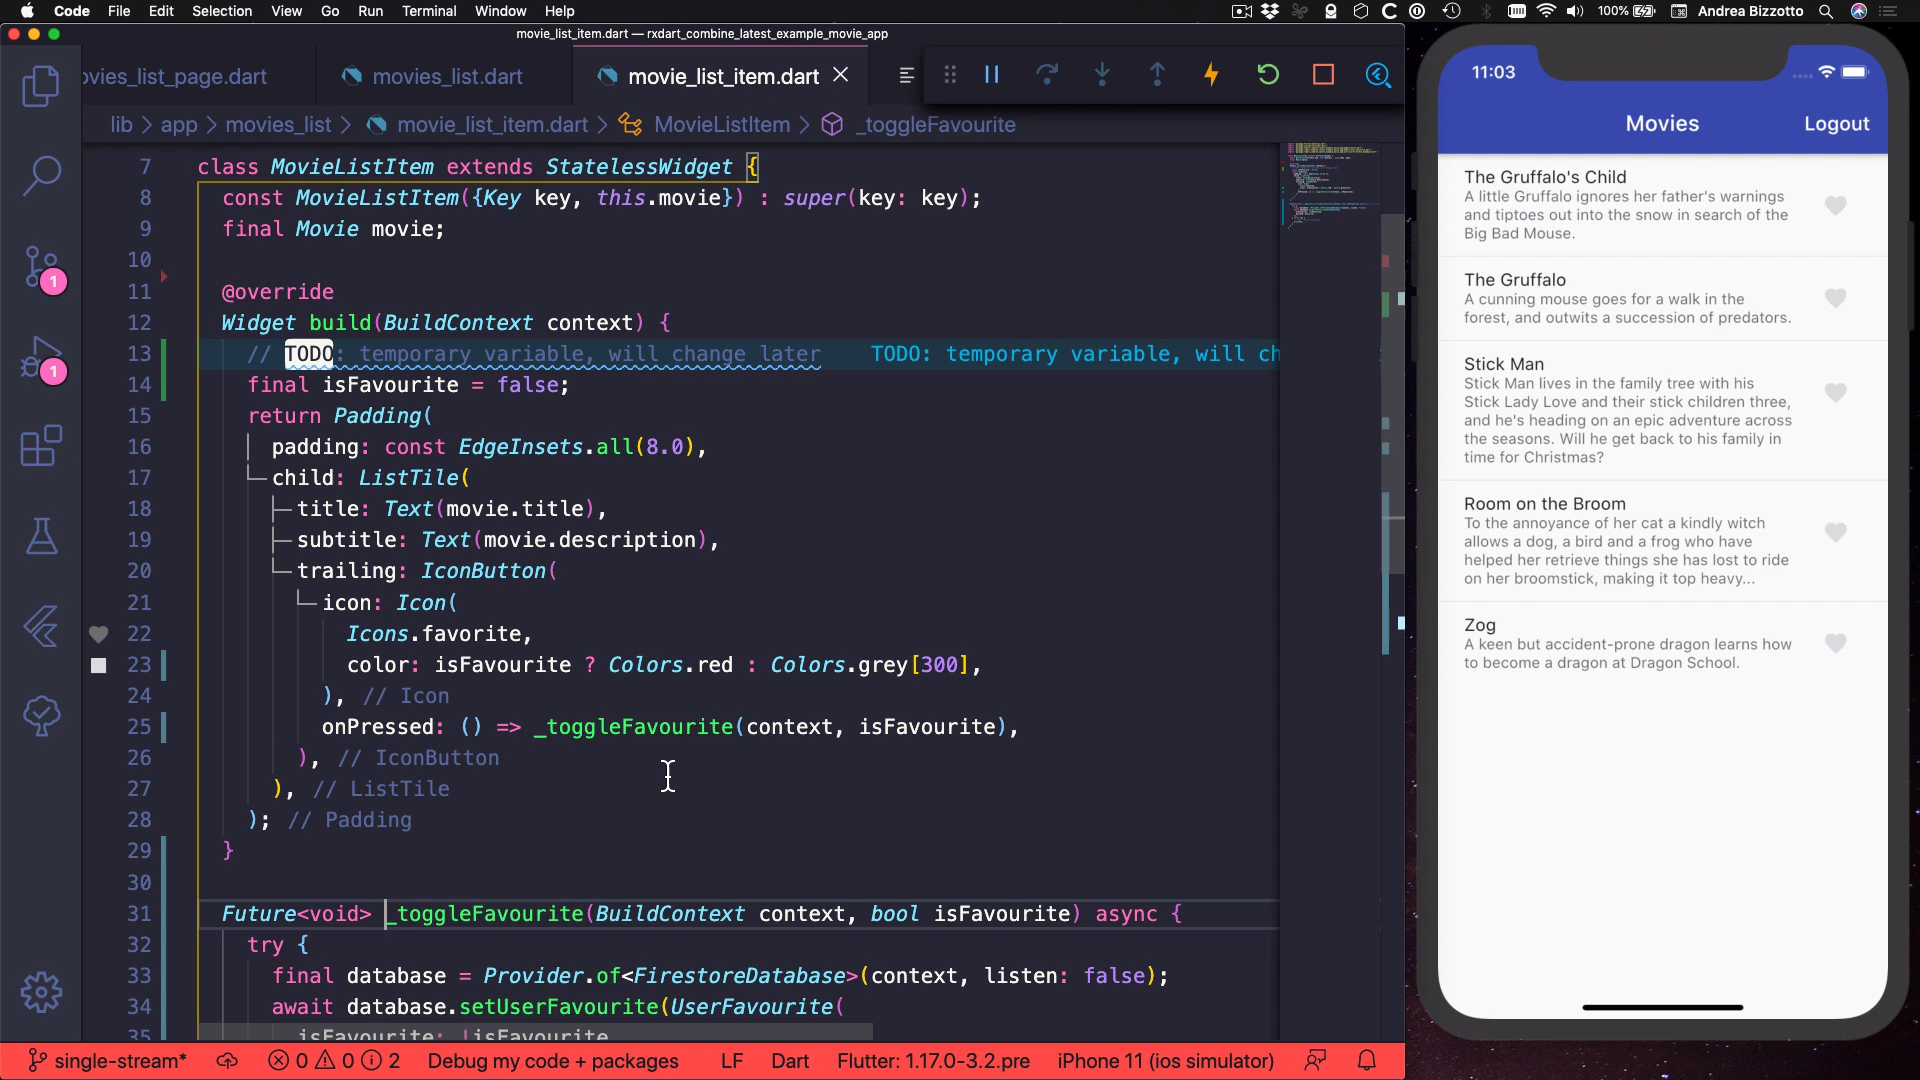 Code File Edit Selection View Go Run Terminal Window Help
100% Andrea Bizzotto
movie_list_item.dart — rxdart_combine_latest_example_movie_app
ovies_list_page.dart
movies_list.dart
movie_list_item.dart
lib > app > movies_list > movie_list_item.dart > MovieListItem > _toggleFavourite
7 class MovieListItem extends StatelessWidget {
8 const MovieListItem({Key key, this.movie}) : super(key: key);
9 final Movie movie;
10
11 @override
12 Widget build(BuildContext context) {
13 // TODO: temporary variable, will change later TODO: temporary variable, will ch
14 final isFavourite = false;
15 return Padding(
16 padding: const EdgeInsets.all(8.0),
17 child: ListTile(
18 title: Text(movie.title),
19 subtitle: Text(movie.description),
20 trailing: IconButton(
21 icon: Icon(
22 Icons.favorite,
23 color: isFavourite ? Colors.red : Colors.grey[300],
24 ), // Icon
25 onPressed: () => _toggleFavourite(context, isFavourite),
26 ), // IconButton
27 ), // ListTile
28 ); // Padding
29 }
30
31 Future<void> _toggleFavourite(BuildContext context, bool isFavourite) async {
32 try {
33 final database = Provider.of<FirestoreDatabase>(context, listen: false);
34 await database.setUserFavourite(UserFavourite(
35 isFavourite: !isFavourite
1
1
single-stream* 0 0 2 Debug my code + packages LF Dart Flutter: 1.17.0-3.2.pre iPhone 11 (ios simulator)
11:03
Movies
Logout
The Gruffalo's Child
A little Gruffalo ignores her father's warnings
and tiptoes out into the snow in search of the
Big Bad Mouse.
The Gruffalo
A cunning mouse goes for a walk in the
forest, and outwits a succession of predators.
Stick Man
Stick Man lives in the family tree with his
Stick Lady Love and their stick children three,
and he's heading on an epic adventure across
the seasons. Will he get back to his family in
time for Christmas?
Room on the Broom
To the annoyance of her cat a kindly witch
allows a dog, a bird and a frog who have
helped her retrieve things she has lost to ride
on her broomstick, making it top heavy...
Zog
A keen but accident-prone dragon learns how
to become a dragon at Dragon School.